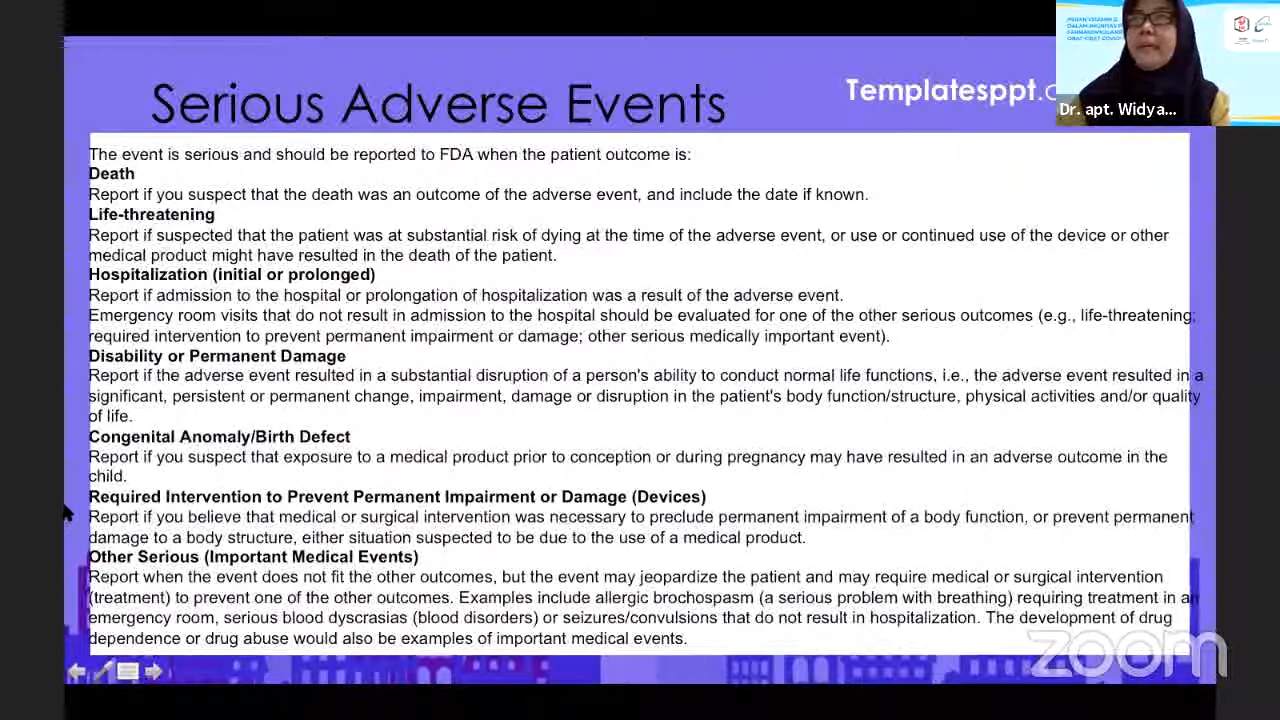 Serious Adverse Events
Templatesppt.c
The event is serious and should be reported to FDA when the patient outcome is:
Death
Report if you suspect that the death was an outcome of the adverse event, and include the date if known.
Life-threatening
Report if suspected that the patient was at substantial risk of dying at the time of the adverse event, or use or continued use of the device or other
medical product might have resulted in the death of the patient.
Hospitalization (initial or prolonged)
Report if admission to the hospital or prolongation of hospitalization was a result of the adverse event.
Emergency room visits that do not result in admission to the hospital should be evaluated for one of the other serious outcomes (e.g., life-threatening;
required intervention to prevent permanent impairment or damage; other serious medically important event).
Disability or Permanent Damage
Report if the adverse event resulted in a substantial disruption of a person's ability to conduct normal life functions, i.e., the adverse event resulted in a
significant, persistent or permanent change, impairment, damage or disruption in the patient's body function/structure, physical activities and/or quality
of life.
Congenital Anomaly/Birth Defect
Report if you suspect that exposure to a medical product prior to conception or during pregnancy may have resulted in an adverse outcome in the
child.
Required Intervention to Prevent Permanent Impairment or Damage (Devices)
Report if you believe that medical or surgical intervention was necessary to preclude permanent impairment of a body function, or prevent permanent
damage to a body structure, either situation suspected to be due to the use of a medical product.
Other Serious (Important Medical Events)
Report when the event does not fit the other outcomes, but the event may jeopardize the patient and may require medical or surgical intervention
(treatment) to prevent one of the other outcomes. Examples include allergic brochospasm (a serious problem with breathing) requiring treatment in an
emergency room, serious blood dyscrasias (blood disorders) or seizures/convulsions that do not result in hospitalization. The development of drug
dependence or drug abuse would also be examples of important medical events.
Dr. apt. Widya...
zoom